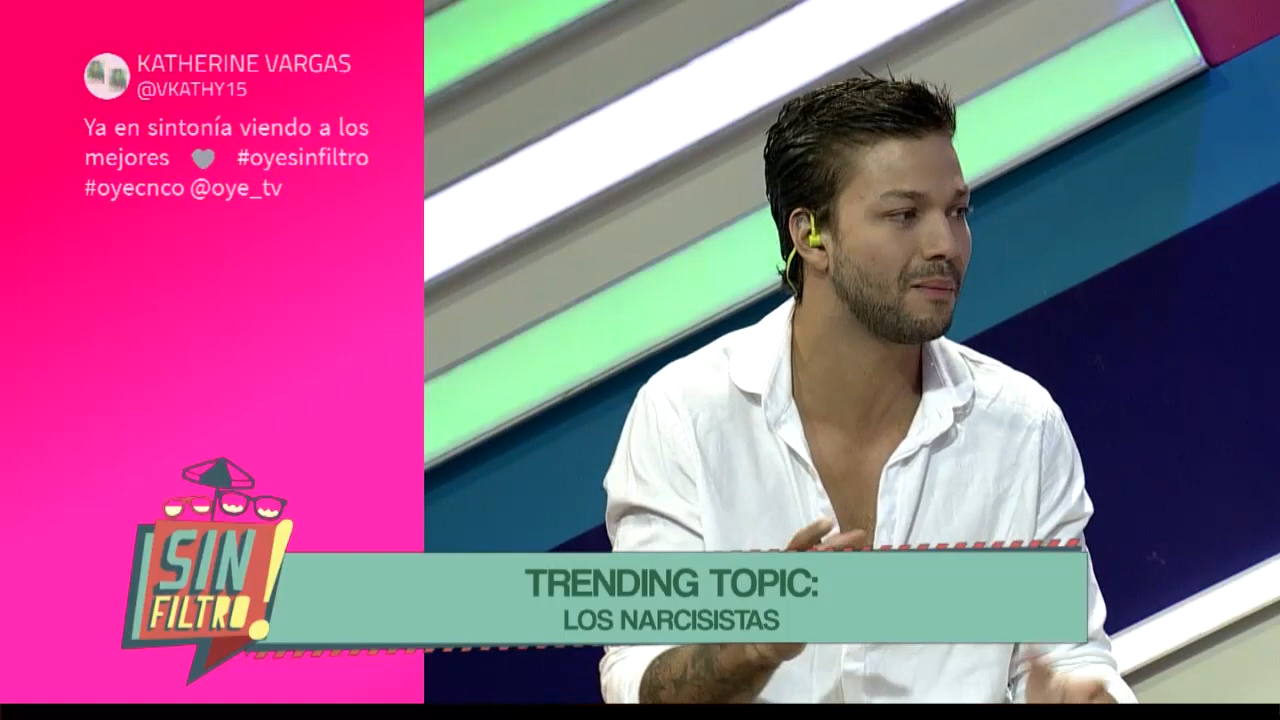 KATHERINE VARGAS
@VKATHY15
Ya en sintonía viendo a los
mejores #oyesinfiltro
#oyecnco @oye_tv
SIN
FILTRO!
TRENDING TOPIC:
LOS NARCISISTAS